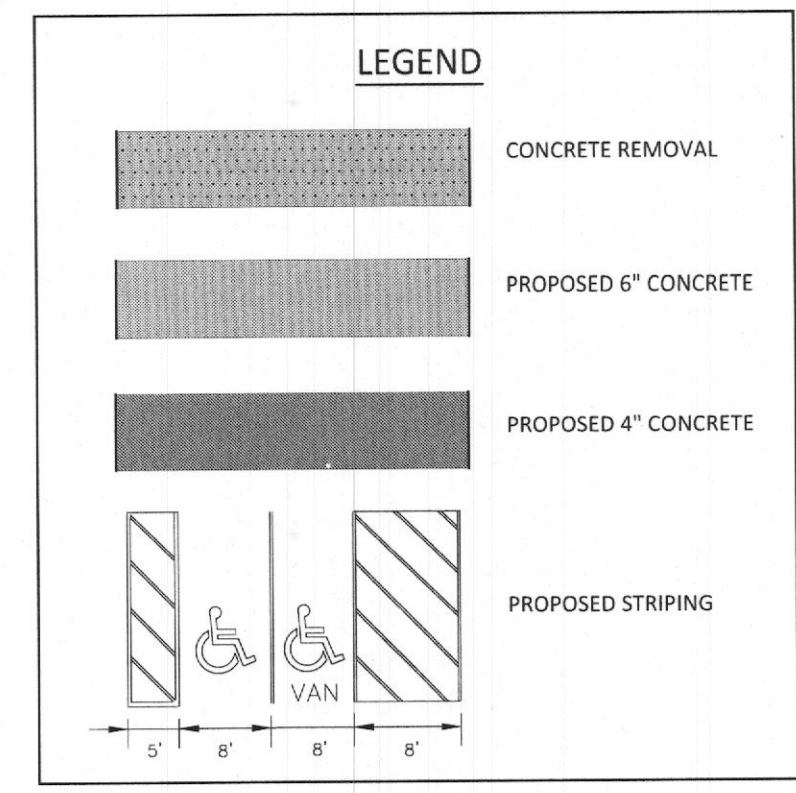 LEGEND
CONCRETE REMOVAL
PROPOSED 6" CONCRETE
PROPOSED 4" CONCRETE
PROPOSED STRIPING
VAN
5' 8' 8' 8'